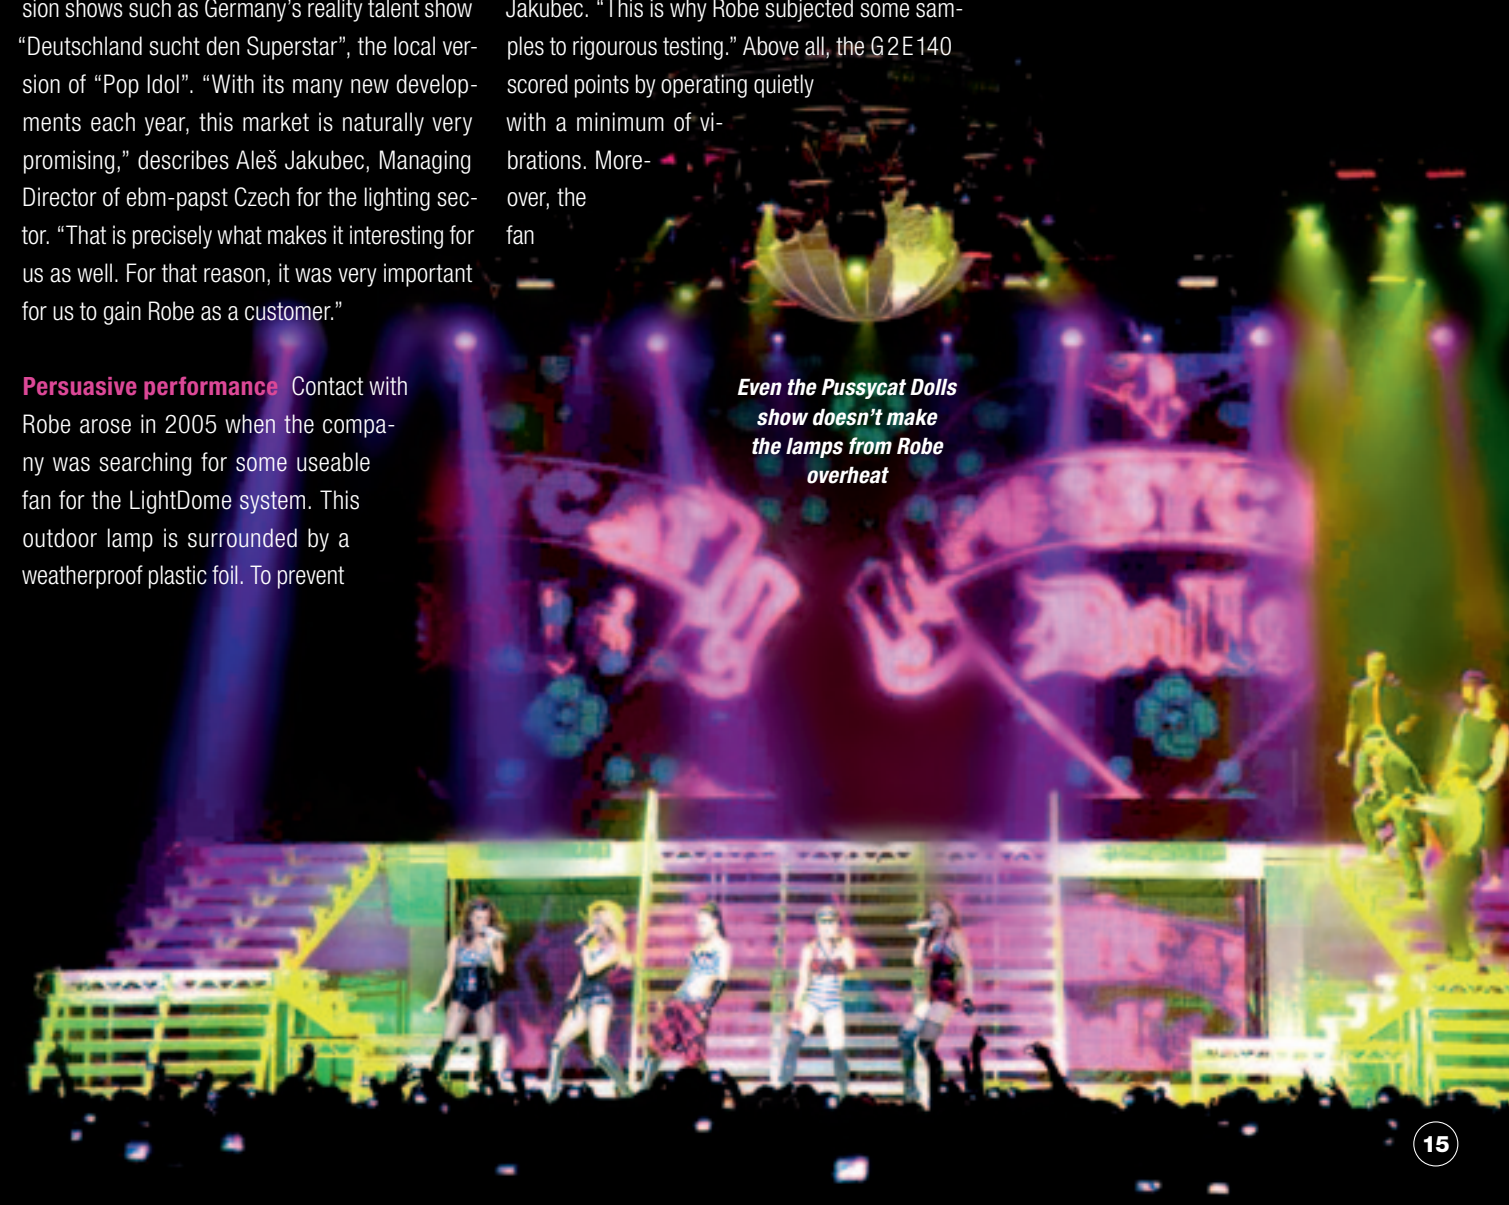 sion shows such as Germany’s reality talent show
“Deutschland sucht den Superstar”, the local ver-
sion of “Pop Idol”. “With its many new develop-
ments each year, this market is naturally very
promising,” describes Aleš Jakubec, Managing
Director of ebm-papst Czech for the lighting sec-
tor. “That is precisely what makes it interesting for
us as well. For that reason, it was very important
for us to gain Robe as a customer.”
Persuasive performance Contact with
Robe arose in 2005 when the compa-
ny was searching for some useable
fan for the LightDome system. This
outdoor lamp is surrounded by a
weatherproof plastic foil. To prevent
Jakubec. “This is why Robe subjected some sam-
ples to rigourous testing.” Above all, the G2E140
scored points by operating quietly
with a minimum of vi-
brations. More-
over, the
fan
Even the Pussycat Dolls
show doesn’t make
the lamps from Robe
overheat
Dolls
15